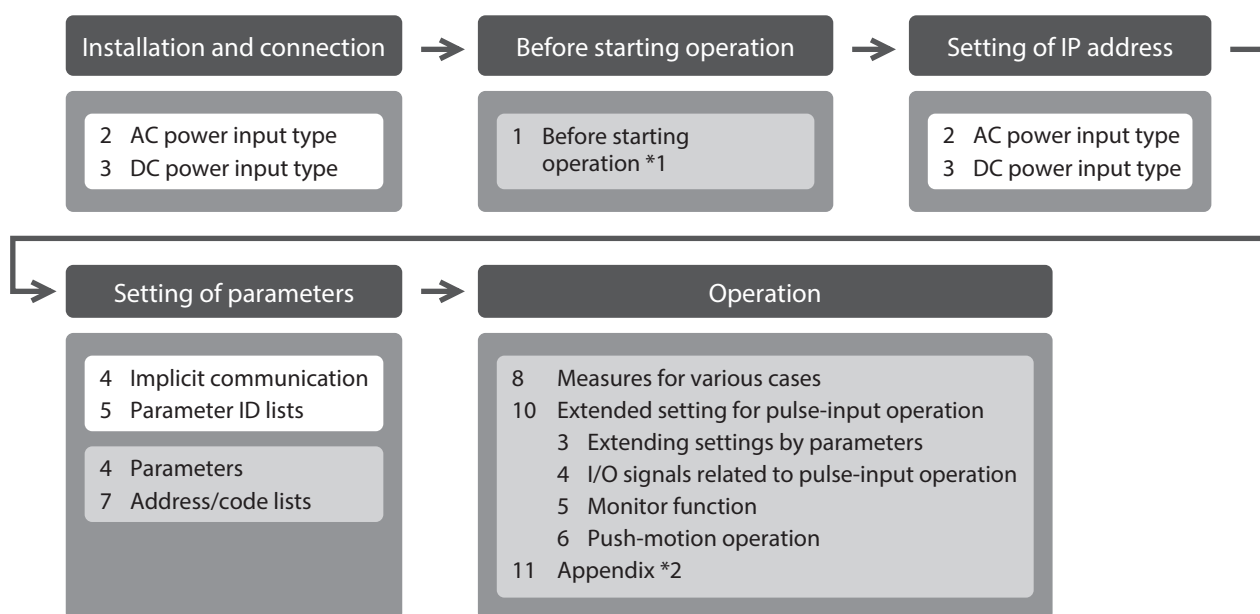 Installation and connection
2 AC power input type
3 DC power input type
Before starting operation
1 Before starting
operation *1
Setting of IP address
2 AC power input type
3 DC power input type
Setting of parameters
4 Implicit communication
5 Parameter ID lists
4 Parameters
7 Address/code lists
Operation
8 Measures for various cases
10 Extended setting for pulse-input operation
3 Extending settings by parameters
4 I/O signals related to pulse-input operation
5 Monitor function
6 Push-motion operation
11 Appendix *2